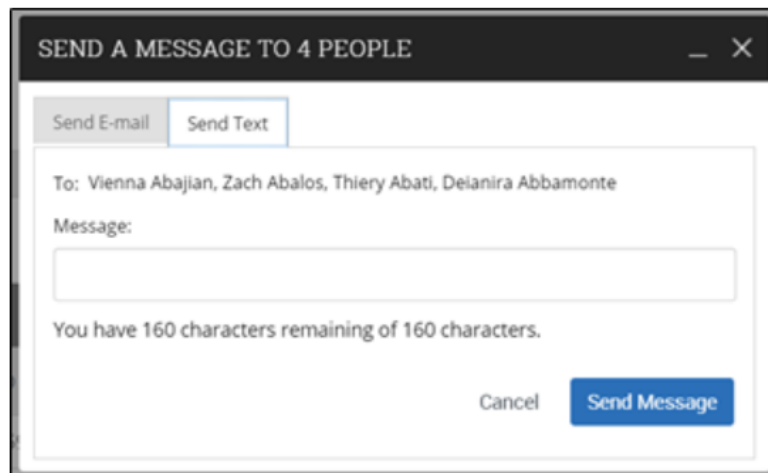 SEND A MESSAGE TO 4 PEOPLE
Send E-mail Send Text
To: Vienna Abajian, Zach Abalos, Thiery Abati, Deianira Abbamonte
Message:
You have 160 characters remaining of 160 characters.
Cancel Send Message